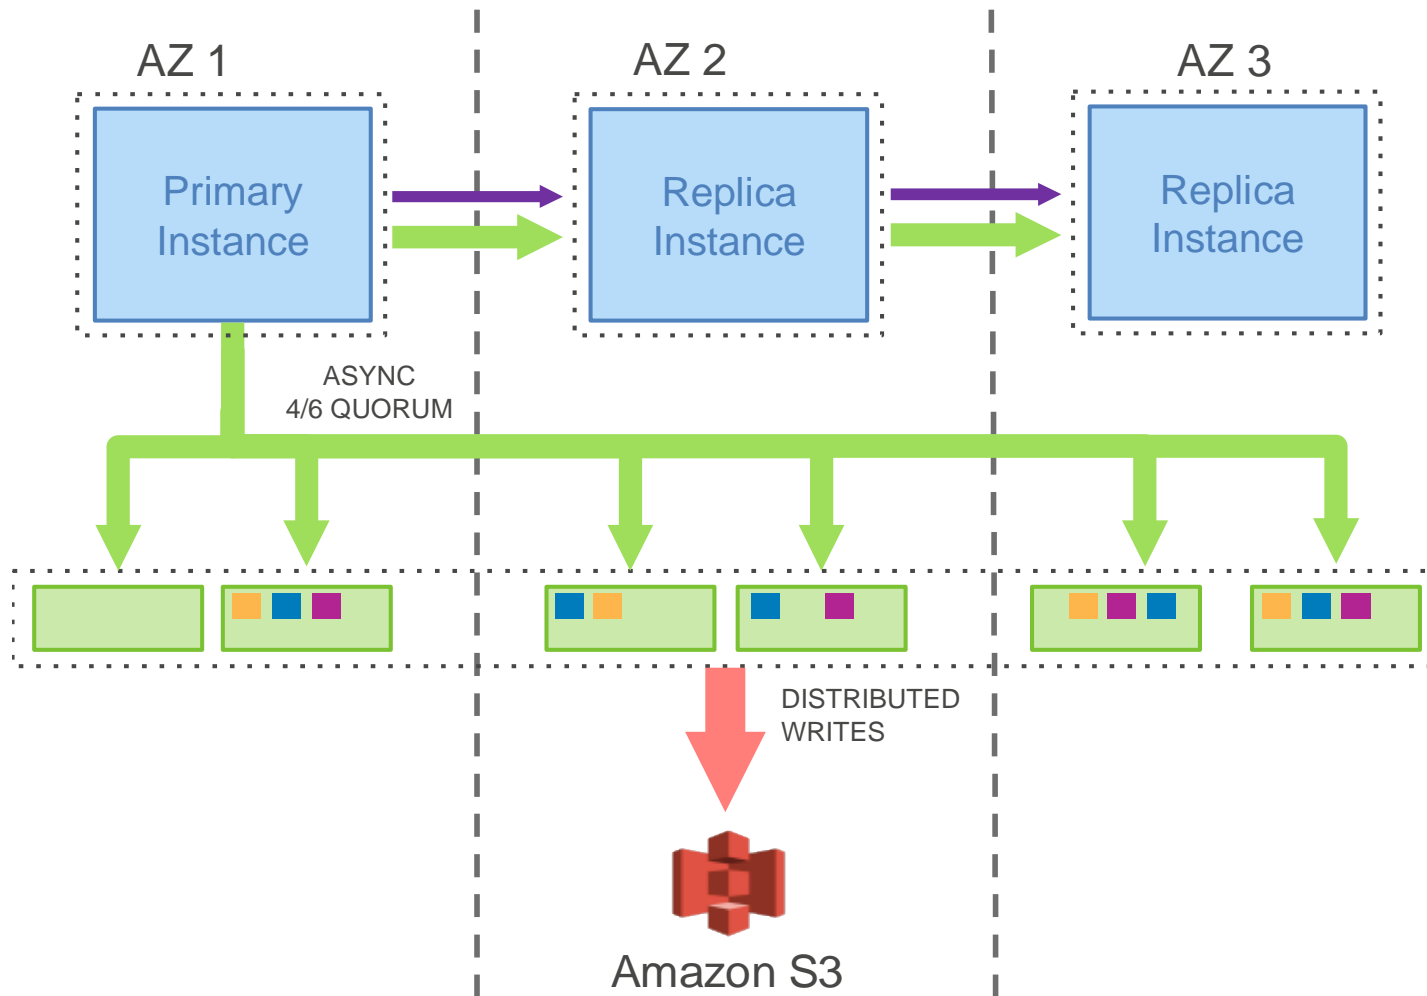 AZ 1
AZ 2
AZ 3
Primary
Instance
Replica
Instance
Replica
Instance
ASYNC
4/6 QUORUM
DISTRIBUTED
WRITES
Amazon S3